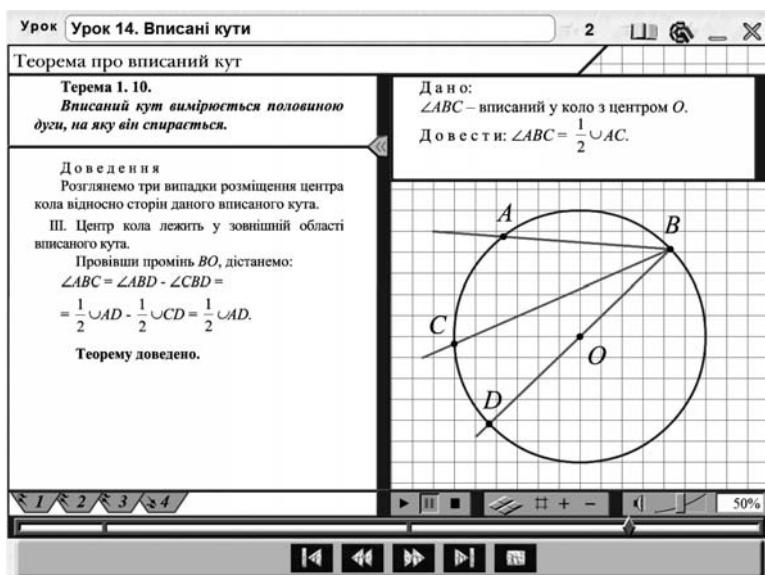 Урок Урок 14. Вписані кути 2
Теорема про вписаний кут
Терема 1. 10.
Вписаний кут вимірюється половиною
дуги, на яку він спирається.
Доведення
Розглянемо три випадки розміщення центра
кола відносно сторін даного вписаного кута.
III. Центр кола лежить у зовнішній області
вписаного кута.
Провівши промінь BO, дістанемо:
∠ABC = ∠ABD - ∠CBD =
= 1/2 ∪AD - 1/2 ∪CD = 1/2 ∪AD.
Теорему доведено.
Дано:
∠ABC – вписаний у коло з центром O.
Довести: ∠ABC = 1/2 ∪ AC.
A
B
C
O
D
1 2 3 4
50%